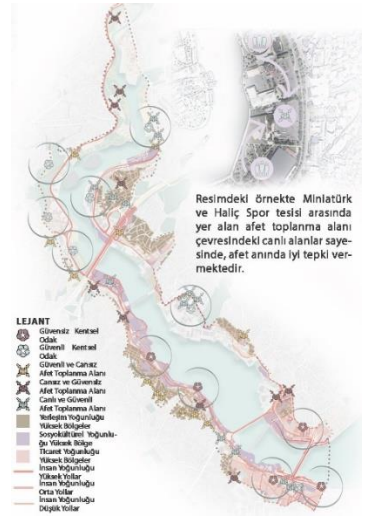 Resimdeki örnekte Miniatürk
ve Haliç Spor tesisi arasında
yer alan afet toplanma alanı
çevresindeki canlı alanlar saye-
sinde, afet anında iyi tepki ver-
mektedir.
LEJANT
Güvensiz Kentsel
Odak
Güvenli Kentsel
Odak
Güvenli ve Cansız
Afet Toplanma Alanı
Cansız ve Güvensiz
Afet Toplanma Alanı
Canlı ve Güvenli
Afet Toplanma Alanı
Yerleşim Yoğunluğu
Yüksek Bölgeler
Sosyokültürel Yoğunlu-
ğu Yüksek Bölge
Ticaret Yoğunluğu
Yüksek Bölgeler
İnsan Yoğunluğu
Yüksek Yollar
İnsan Yoğunluğu
Orta Yollar
İnsan Yoğunluğu
Düşük Yollar